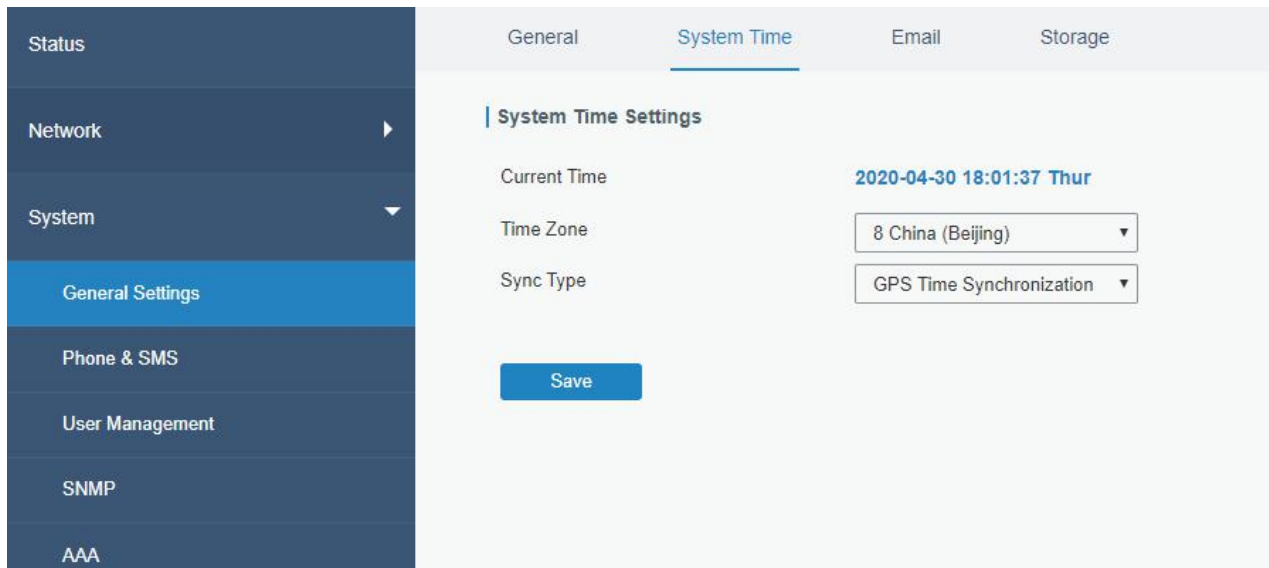 Status
Network
System
General Settings
Phone & SMS
User Management
SNMP
AAA
General System Time Email Storage
System Time Settings
Current Time 2020-04-30 18:01:37 Thur
Time Zone 8 China (Beijing)
Sync Type GPS Time Synchronization
Save